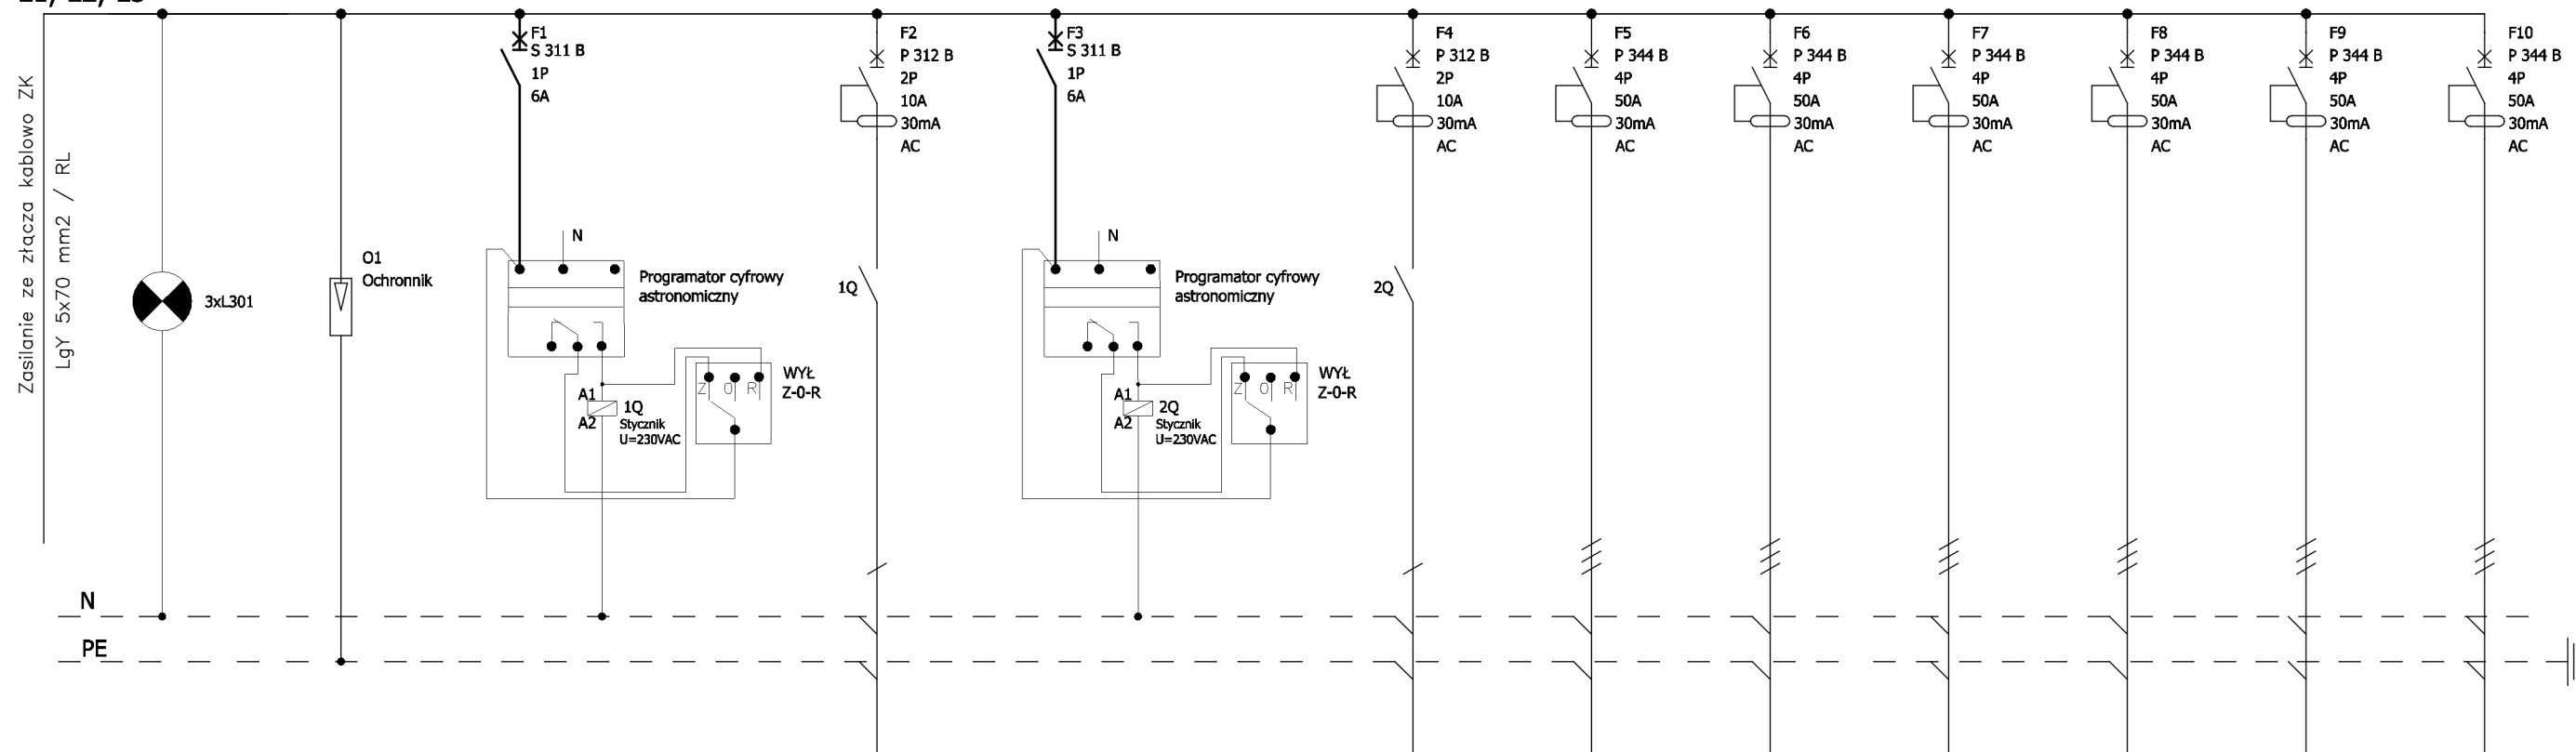 F1
S 311 B
1P
6A
F2
P 312 B
2P
10A
30mA
AC
F3
S 311 B
1P
6A
F4
P 312 B
2P
10A
30mA
AC
F5
P 344 B
4P
50A
30mA
AC
F6
P 344 B
4P
50A
30mA
AC
F7
P 344 B
4P
50A
30mA
AC
F8
P 344 B
4P
50A
30mA
AC
F9
P 344 B
4P
50A
30mA
AC
F10
P 344 B
4P
50A
30mA
AC
Zasilanie ze złącza kablowo ZK
LgY 5x70 mm2 / RL
3xL301
O1
Ochronnik
N
Programator cyfrowy
astronomiczny
WYŁ
Z-0-R
Z O R
A1
A2
1Q
Stycznik
U=230VAC
1Q
N
Programator cyfrowy
astronomiczny
WYŁ
Z-0-R
Z O R
A1
A2
2Q
Stycznik
U=230VAC
2Q
N
PE